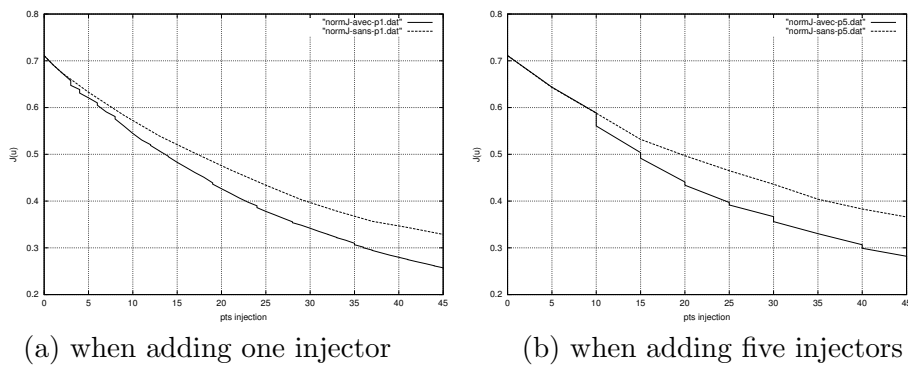 0.8
0.7
0.6
0.5
0.4
0.3
0.2
J(u)
0 5 10 15 20 25 30 35 40 45
pts injection
"normJ-avec-p1.dat"
"normJ-sans-p1.dat"
(a) when adding one injector
0.8
0.7
0.6
0.5
0.4
0.3
0.2
J(u)
0 5 10 15 20 25 30 35 40 45
pts injection
"normJ-avec-p5.dat"
"normJ-sans-p5.dat"
(b) when adding five injectors